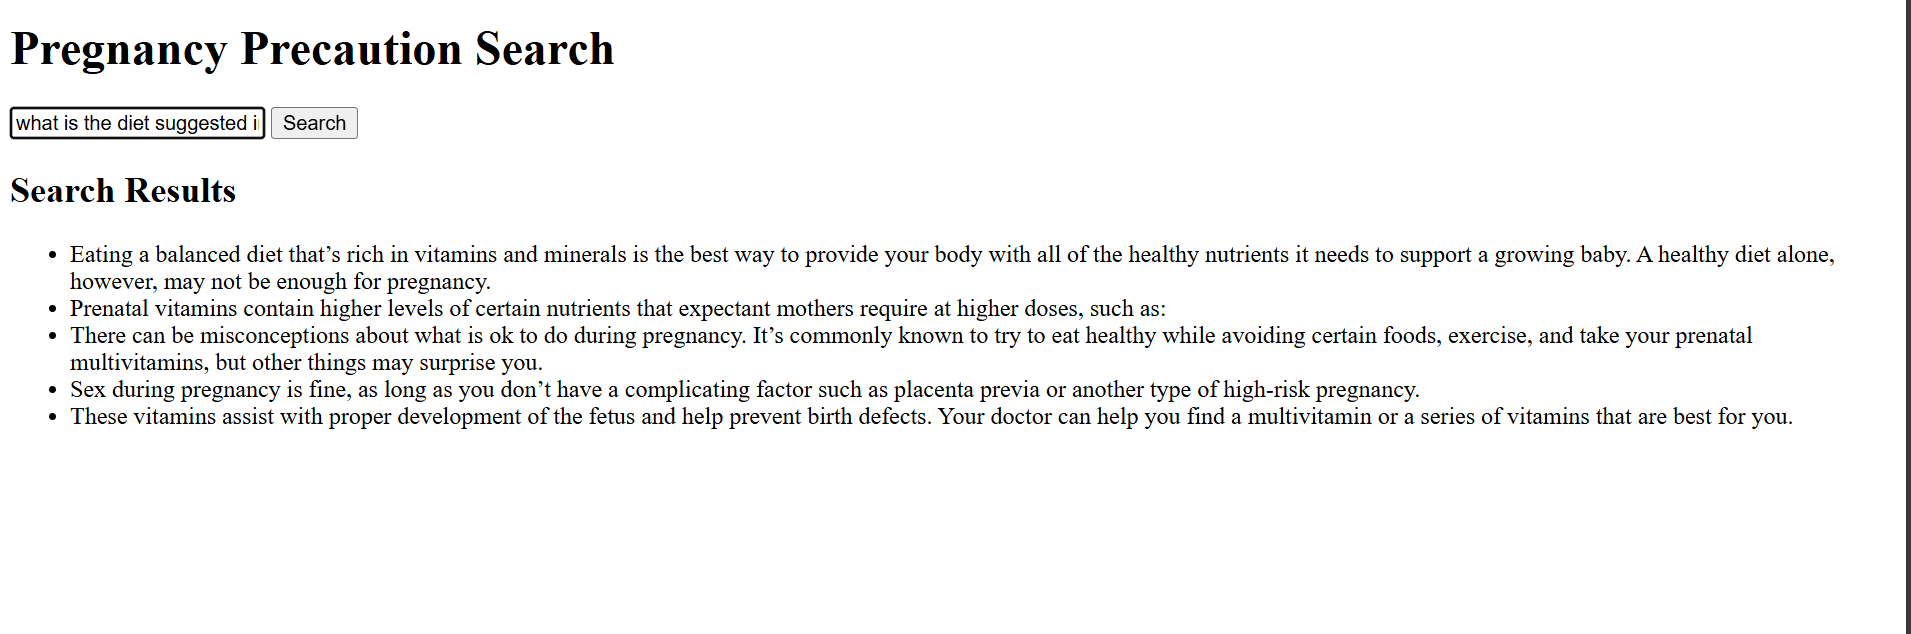 Pregnancy Precaution Search
what is the diet suggested i
Search
Search Results
• Eating a balanced diet that’s rich in vitamins and minerals is the best way to provide your body with all of the healthy nutrients it needs to support a growing baby. A healthy diet alone,
however, may not be enough for pregnancy.
• Prenatal vitamins contain higher levels of certain nutrients that expectant mothers require at higher doses, such as:
• There can be misconceptions about what is ok to do during pregnancy. It’s commonly known to try to eat healthy while avoiding certain foods, exercise, and take your prenatal
multivitamins, but other things may surprise you.
• Sex during pregnancy is fine, as long as you don’t have a complicating factor such as placenta previa or another type of high-risk pregnancy.
• These vitamins assist with proper development of the fetus and help prevent birth defects. Your doctor can help you find a multivitamin or a series of vitamins that are best for you.